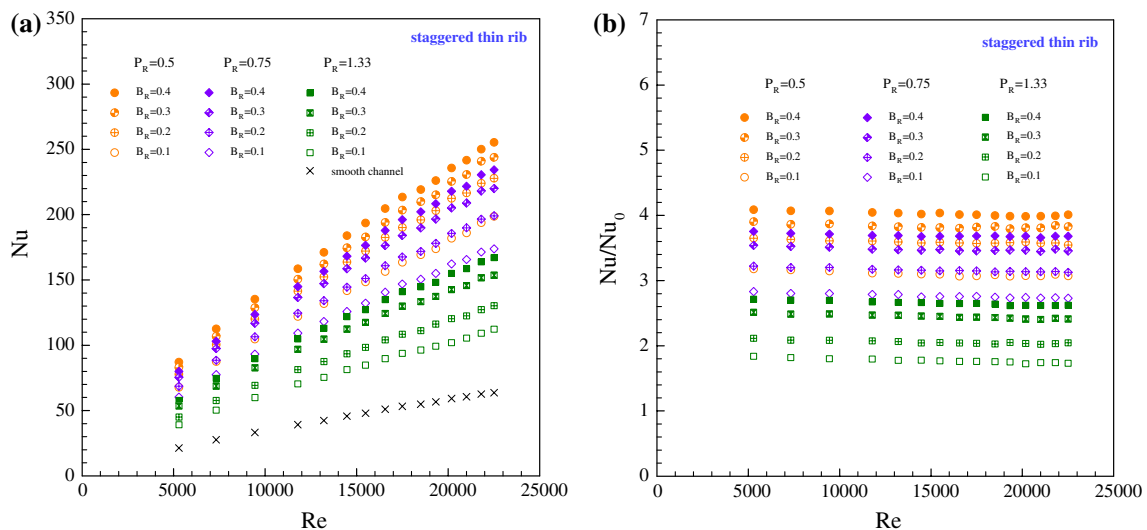 (a)
350
300
250
200
150
100
50
0
Nu
staggered thin rib
P_R=0.5 P_R=0.75 P_R=1.33
B_R=0.4 B_R=0.4 B_R=0.4
B_R=0.3 B_R=0.3 B_R=0.3
B_R=0.2 B_R=0.2 B_R=0.2
B_R=0.1 B_R=0.1 B_R=0.1
smooth channel
0 5000 10000 15000 20000 25000
Re
(b)
7
6
5
4
3
2
1
0
Nu/Nu_0
staggered thin rib
P_R=0.5 P_R=0.75 P_R=1.33
B_R=0.4 B_R=0.4 B_R=0.4
B_R=0.3 B_R=0.3 B_R=0.3
B_R=0.2 B_R=0.2 B_R=0.2
B_R=0.1 B_R=0.1 B_R=0.1
0 5000 10000 15000 20000 25000
Re